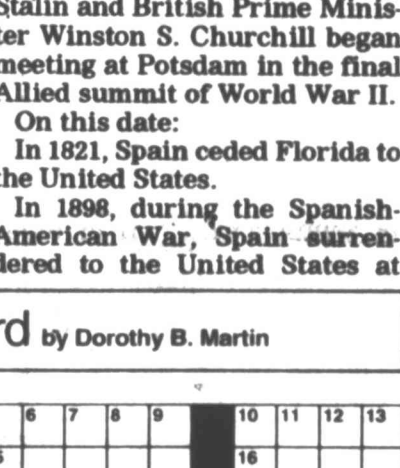 Stalin and British Prime Minis-
ter Winston S. Churchill began
meeting at Potsdam in the final
Allied summit of World War II.
On this date:
In 1821, Spain ceded Florida to
the United States.
In 1898, during the Spanish-
American War, Spain surren-
dered to the United States at
rd by Dorothy B. Martin
6 7 8 9 10 11 12 13
16